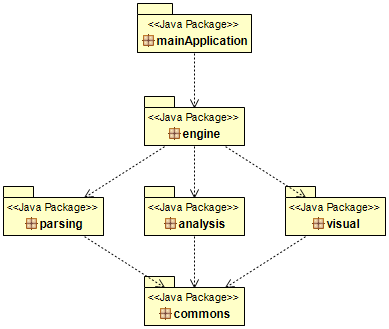 <<Java Package>>
mainApplication
<<Java Package>>
engine
<<Java Package>>
parsing
<<Java Package>>
analysis
<<Java Package>>
visual
<<Java Package>>
commons